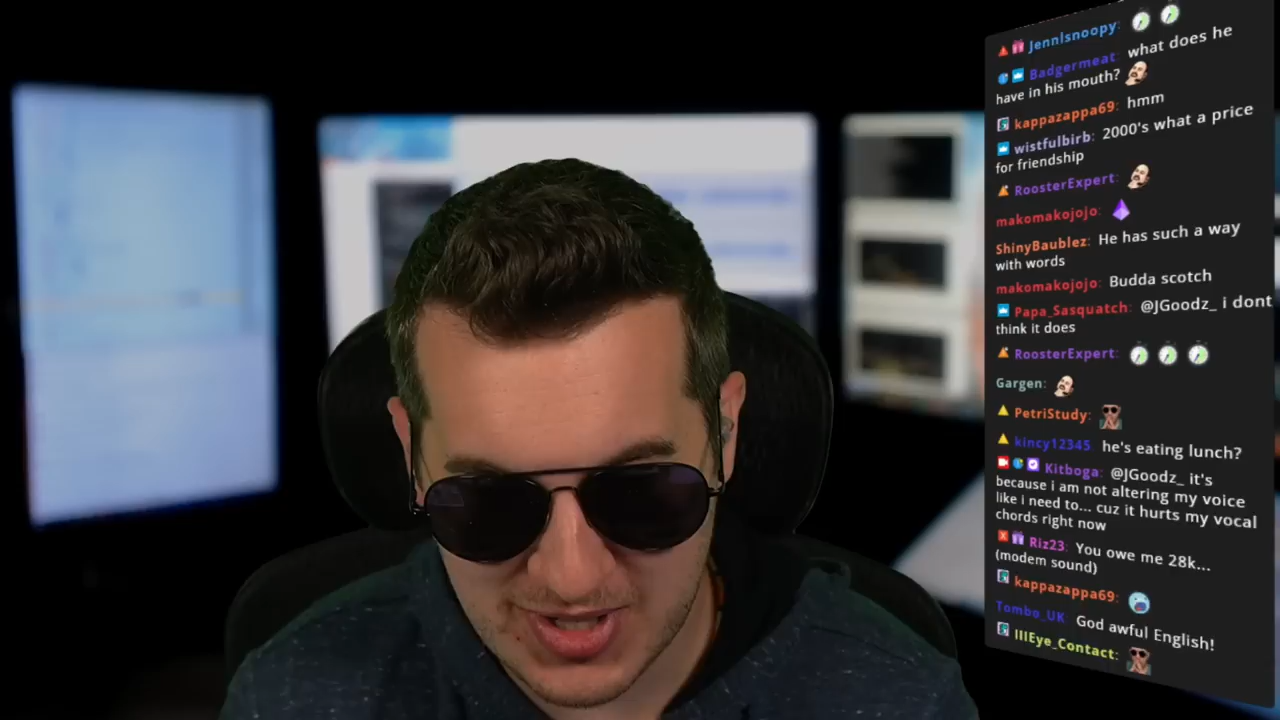 JennIsnoopy:
Badgermeat: what does he
have in his mouth?
kappazappa69: hmm
wistfulbirb: 2000's what a price
for friendship
RoosterExpert:
makomakojojo:
ShinyBaublez: He has such a way
with words
makomakojojo: Budda scotch
Papa_Sasquatch: @JGoodz_ i dont
think it does
RoosterExpert:
Gargen:
PetriStudy:
kincy12345 he's eating lunch?
Kitboga: @JGoodz_ it's
because i am not altering my voice
like i need to... cuz it hurts my vocal
chords right now
Riz23: You owe me 28k...
(modem sound)
kappazappa69:
Tombo_UK God awful English!
IllEye_Contact: